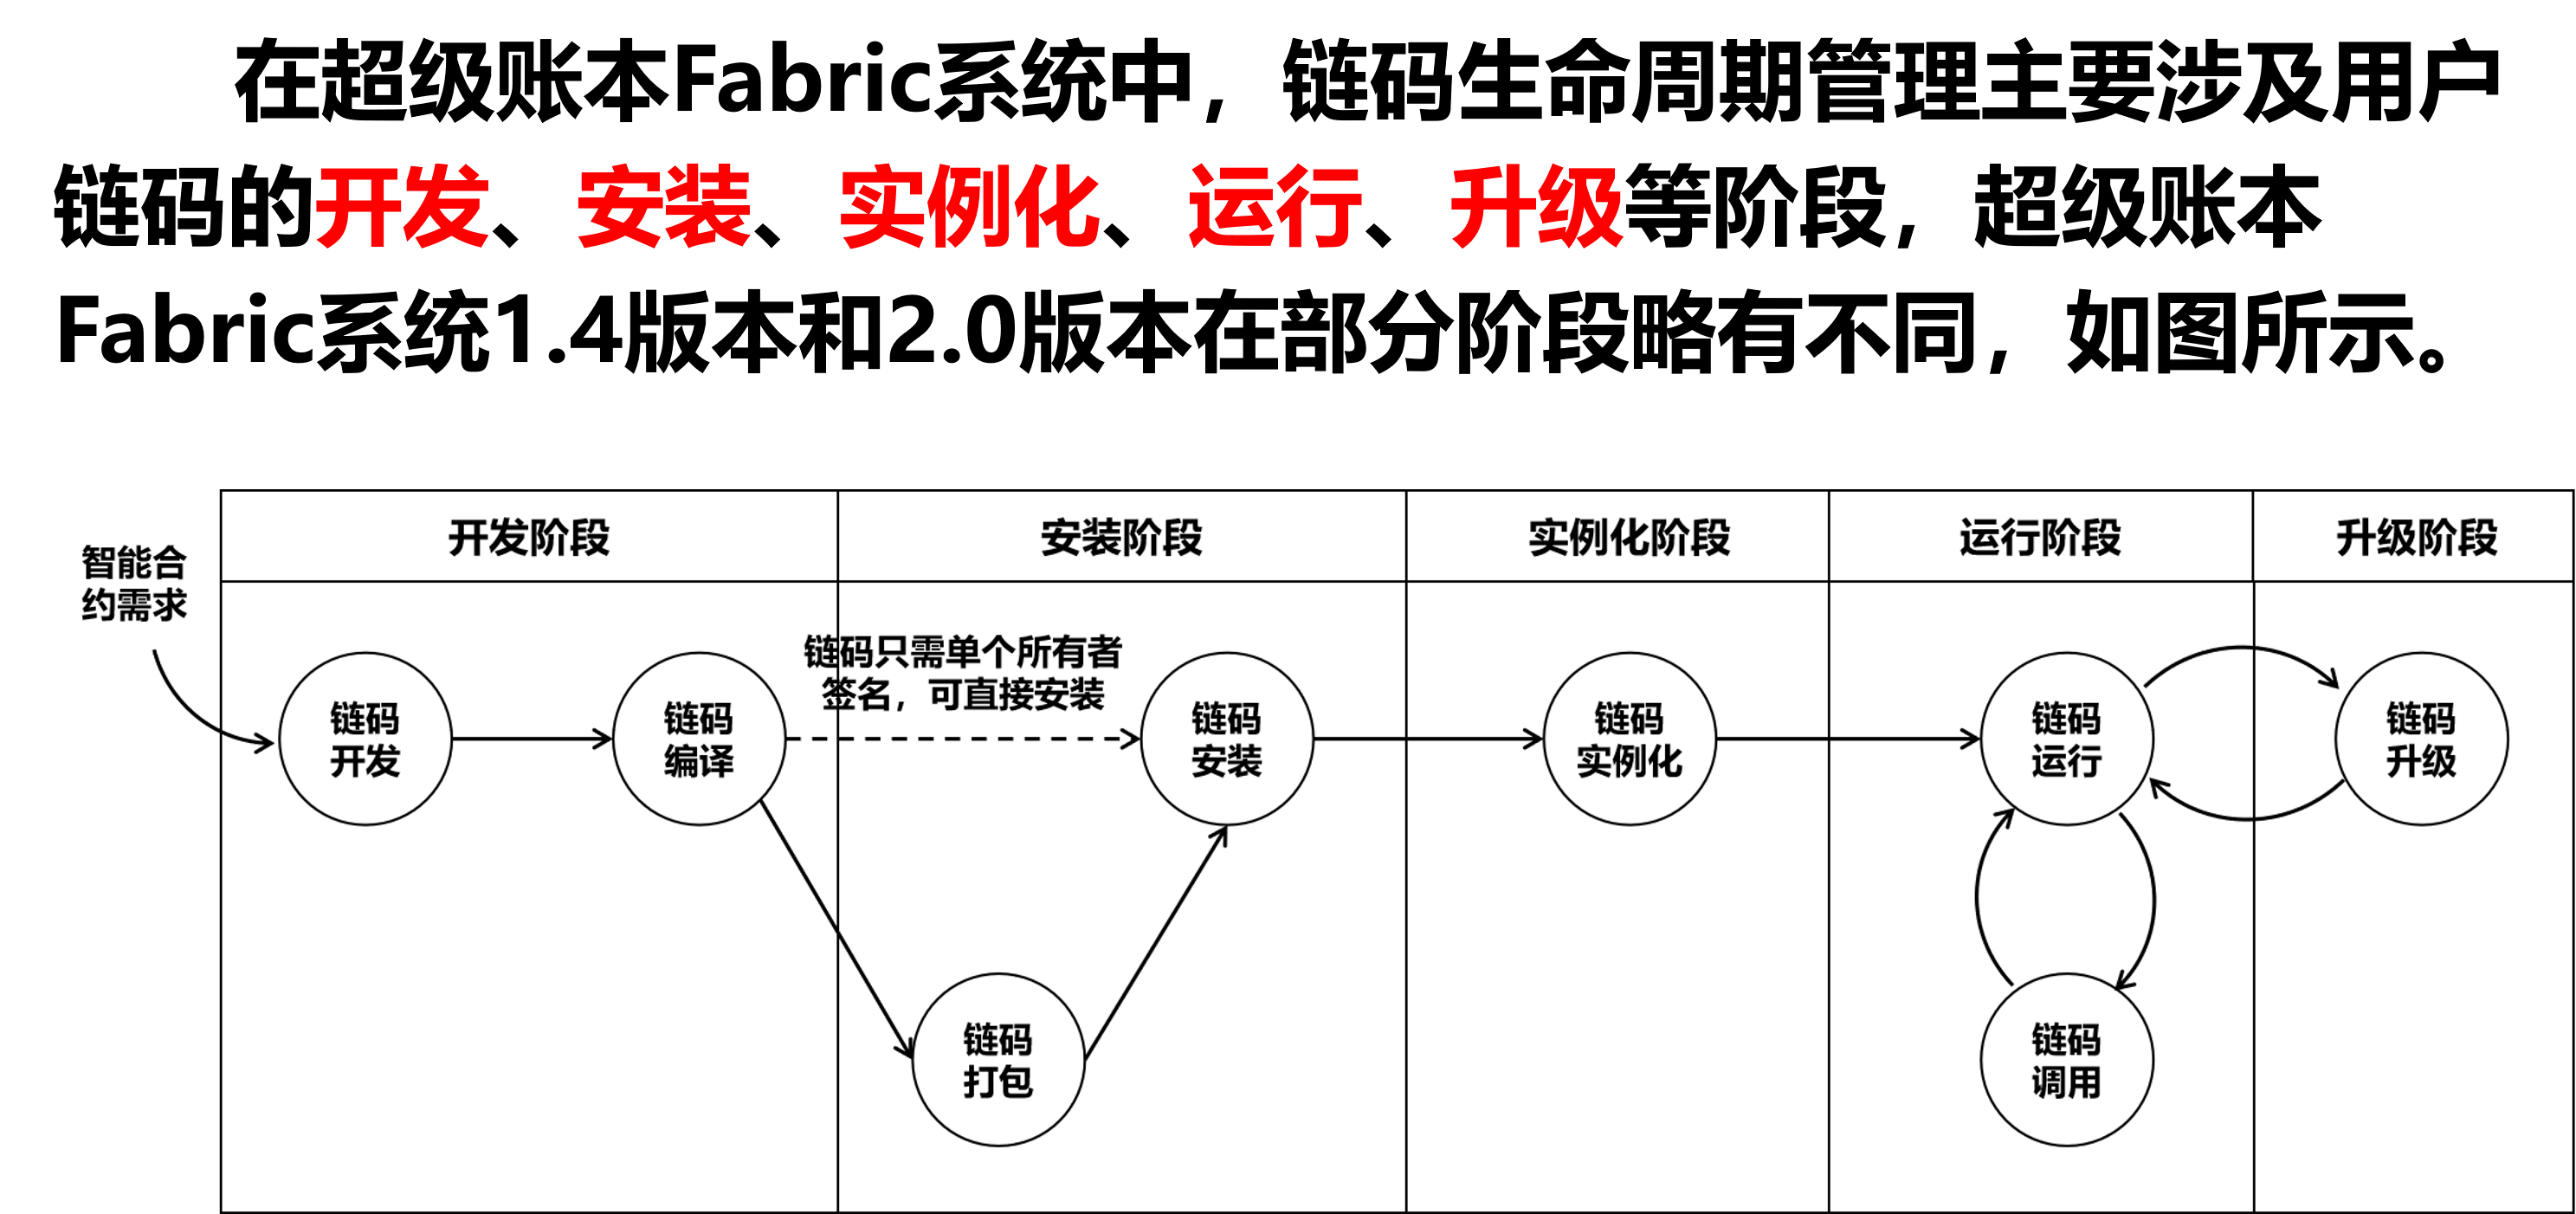 在超级账本Fabric系统中，链码生命周期管理主要涉及用户
链码的开发、安装、实例化、运行、升级等阶段，超级账本
Fabric系统1.4版本和2.0版本在部分阶段略有不同，如图所示。
开发阶段
安装阶段
实例化阶段
运行阶段
升级阶段
智能合
约需求
链码只需单个所有者
签名，可直接安装
链码
开发
链码
编译
链码
安装
链码
实例化
链码
运行
链码
升级
链码
打包
链码
调用